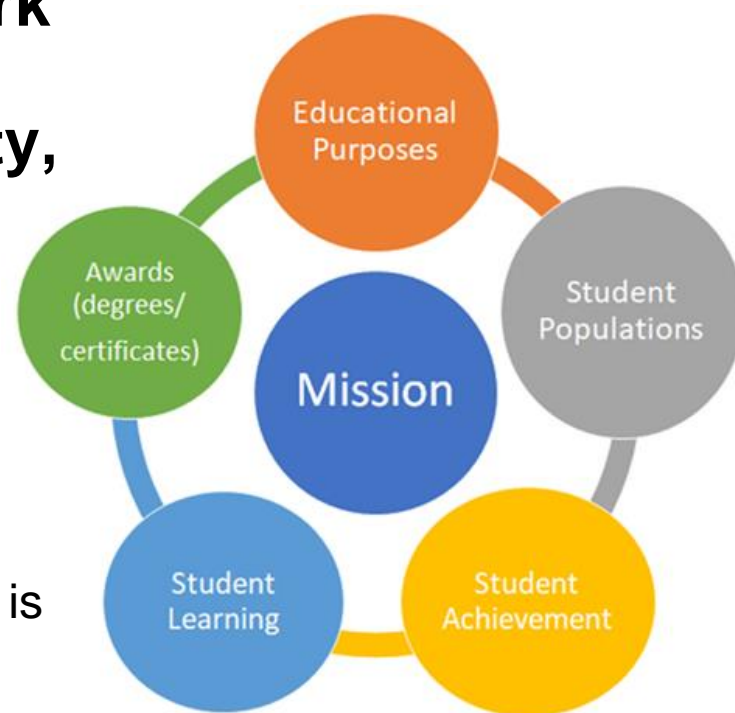 Educational
Purposes
Student
Populations
Student
Achievement
Student
Learning
Awards
(degrees/
certificates)
Mission
is